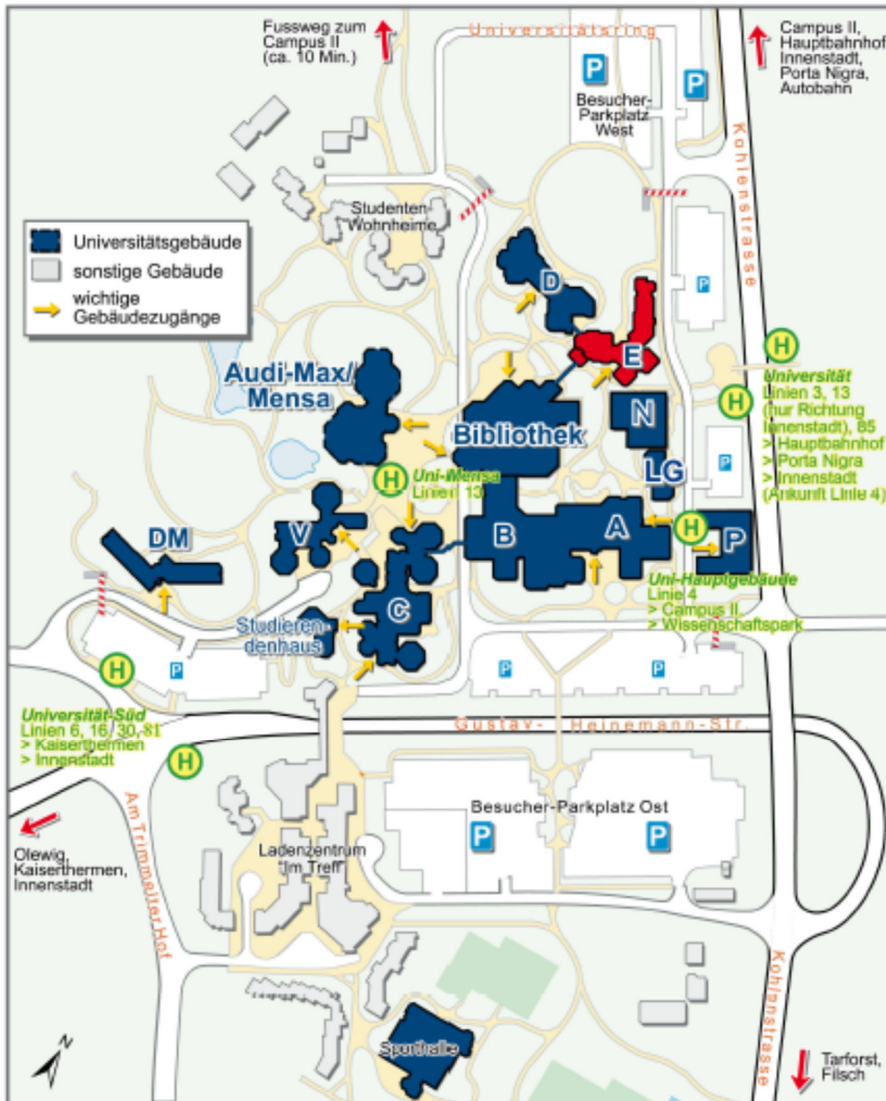 Fussweg zum
Campus II
(ca. 10 Min.)
Universitätsring
Campus II,
Hauptbahnhof
Innenstadt,
Porta Nigra,
Autobahn
P
P
Besucher-
Parkplatz
West
Kohlenstrasse
Studenten
Wohnheime
Universitätsgebäude
sonstige Gebäude
wichtige
Gebäudezugänge
P
D
E
H
Audi-Max/
Mensa
Universität
Linien 3, 13
(nur Richtung
Innenstadt), 85
> Hauptbahnhof
> Porta Nigra
> Innenstadt
(Ankunft Linie 4)
H
N
Bibliothek
P
LG
H
Uni-Mensa
Linien 13
DM
V
B
A
H
P
Uni-Hauptgebäude
Linie 4
> Campus II,
> Wissenschaftspark
C
Studieren-
denhaus
P
P
P
H
Universität-Süd
Linien 6, 16, 30, 81
> Kaiserthermen
> Innenstadt
H
Gustav- Heinemann-Str.
Besucher-Parkplatz Ost
P
P
Olewig,
Kaiserthermen,
Innenstadt
Am Trimmelter Hof
Ladenzentrum
"Im Treff"
Kohlenstrasse
Sporthalle
N
Tarforst,
Filsch